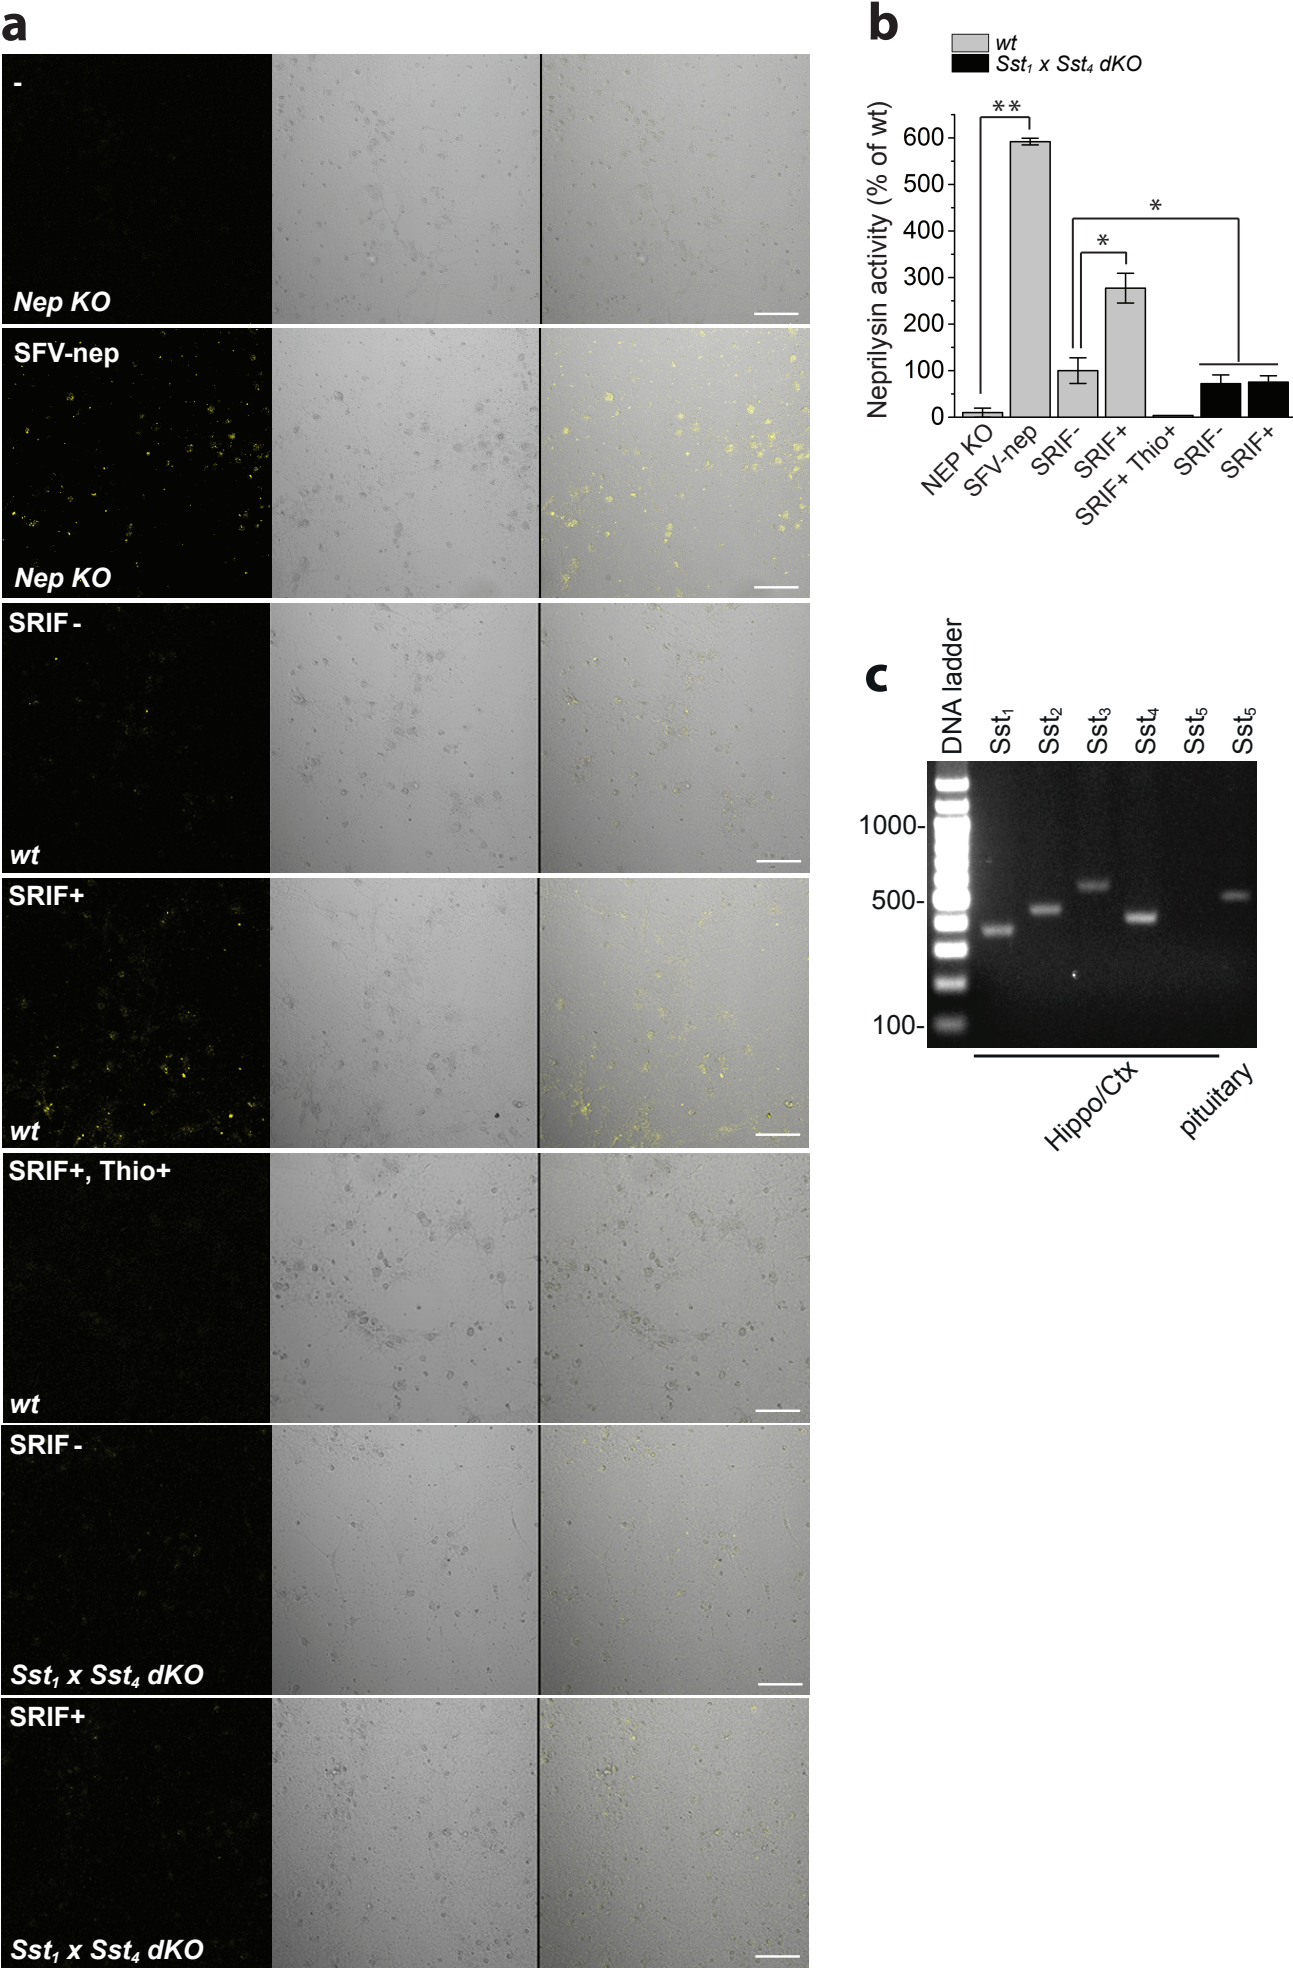 a
-
Nep KO
SFV-nep
Nep KO
SRIF-
wt
SRIF+
wt
SRIF+, Thio+
wt
SRIF-
Sst₁ x Sst₄ dKO
SRIF+
Sst₁ x Sst₄ dKO
b
wt
Sst₁ x Sst₄ dKO
Neprilysin activity (% of wt)
600
500
400
300
200
100
0
**
*
*
NEP KO
SFV-nep
SRIF-
SRIF+
SRIF+ Thio+
SRIF-
SRIF+
c
DNA ladder
Sst₁
Sst₂
Sst₃
Sst₄
Sst₅
Sst₅
1000-
500-
100-
Hippo/Ctx
pituitary